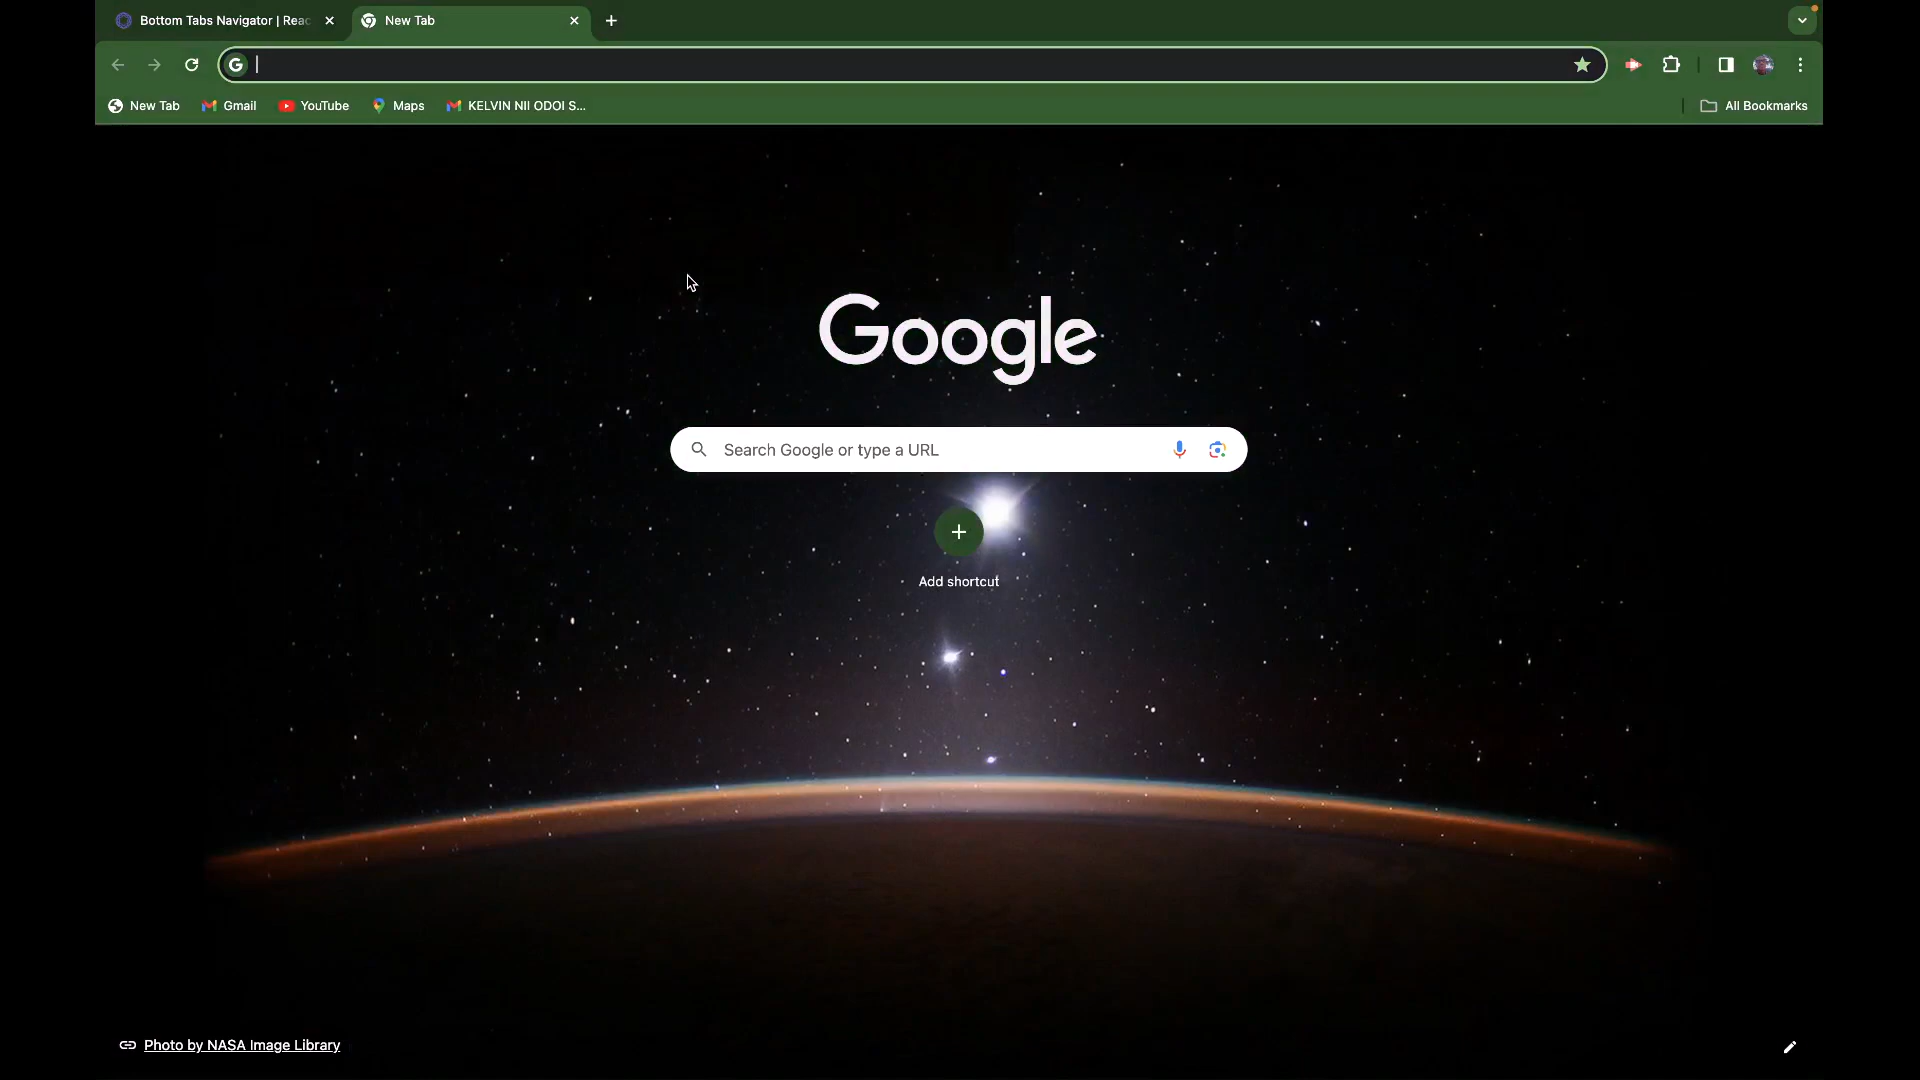 Bottom Tabs Navigator | Reac
New Tab
New Tab
Gmail
YouTube
Maps
KELVIN NII ODOI S...
All Bookmarks
Google
Search Google or type a URL
Add shortcut
Photo by NASA Image Library